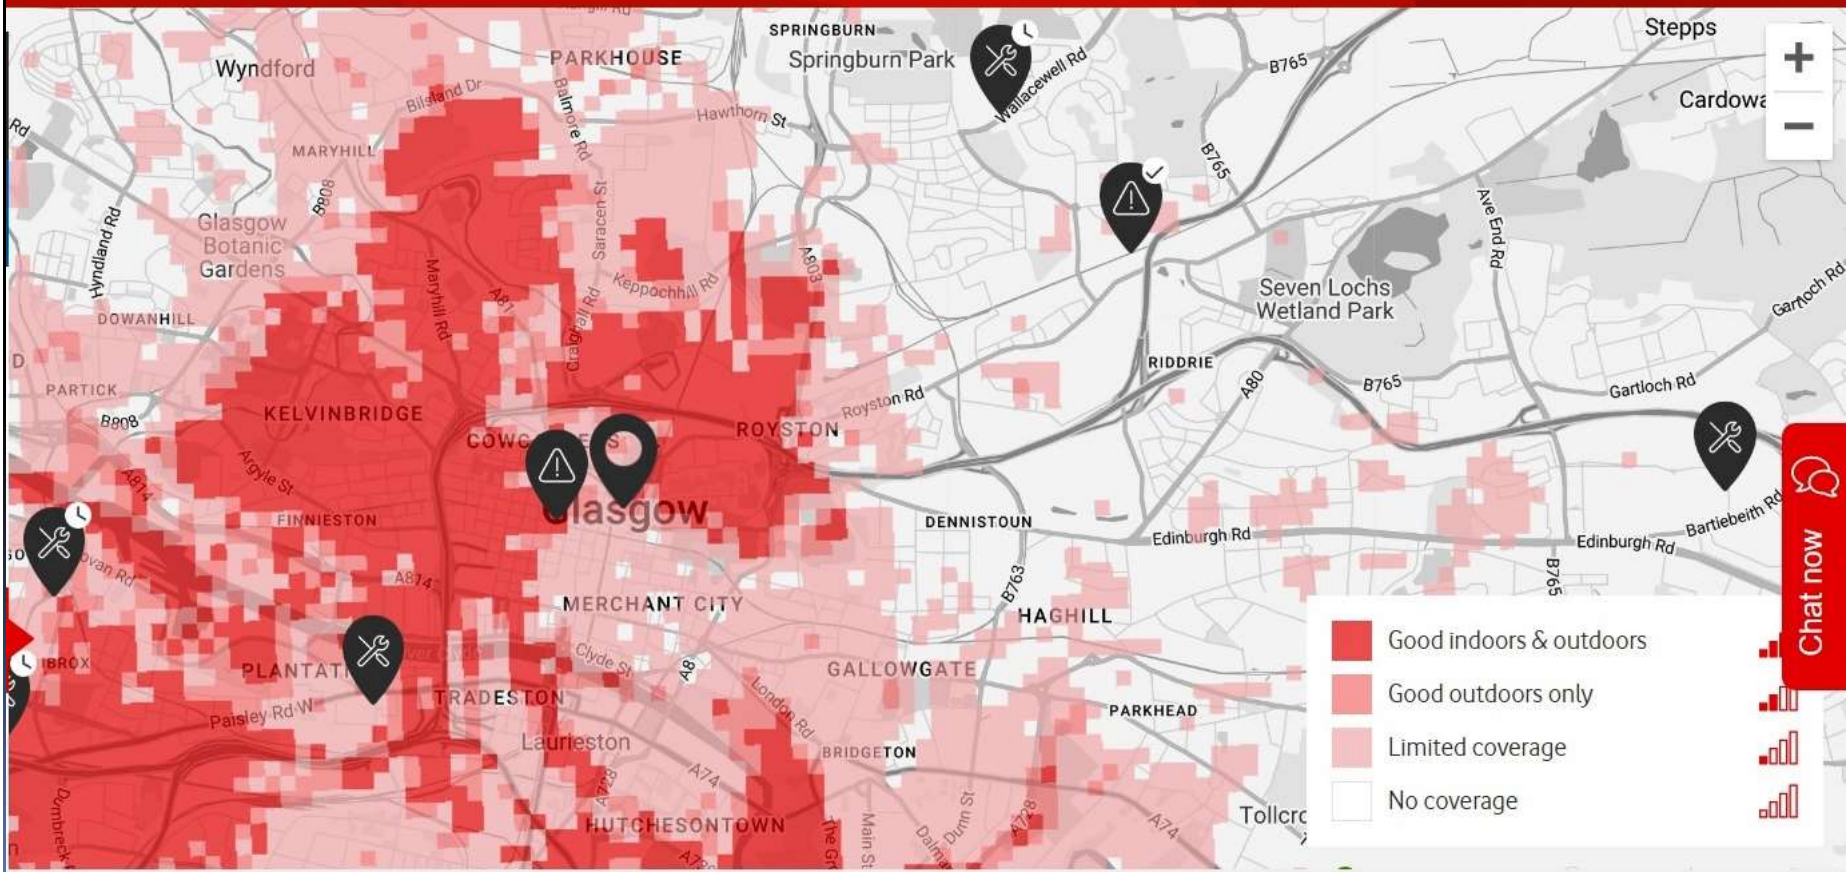 SPRINGBURN
Stepps
PARKHOUSE
Springburn Park
Wyndford
B765
Wallacewell Rd
Bilsland Dr
Balmore Rd
Hawthorn St
Rd
MARYHILL
B765
B808
Saracen St
Hyndland Rd
Glasgow
Botanic
Gardens
Ave End Rd
A803
Keppochhill Rd
Seven Lochs
Wetland Park
Garnoch Rd
Maryhill Rd
A81
Craighall Rd
DOWANHILL
RIDDRIE
D
PARTICK
A80
B765
Gartloch Rd
Royston Rd
KELVINBRIDGE
B808
ROYSTON
Argyle St
A814
Glasgow
FINNIESTON
DENNISTOUN
Edinburgh Rd
Bartiebeith Rd
Edinburgh Rd
A814
B763
B765
MERCHANT CITY
HAGHILL
Chat now
Good indoors & outdoors
IBROX
Clyde St
A8
GALLOWGATE
TRADESTON
London Rd
Good outdoors only
Paisley Rd W
PARKHEAD
Laurieston
BRIDGETON
Limited coverage
A728
A74
No coverage
HUTCHESONTOWN
Main St
Dunn St
A728
A74